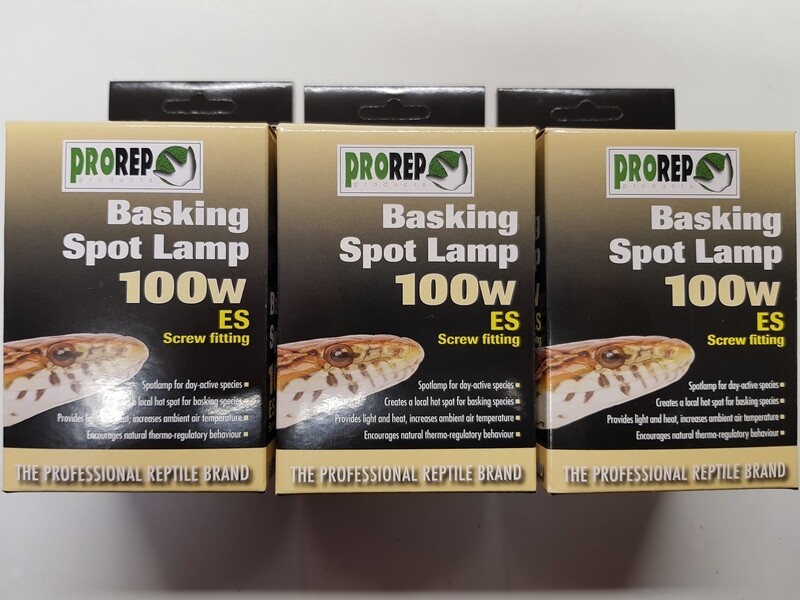 PROREP
products
Basking
Spot Lamp
100w
ES
Screw fitting
Spotlamp for day-active species
a local hot spot for basking species
Provides light and heat, increases ambient air temperature
Encourages natural thermo-regulatory behaviour
THE PROFESSIONAL REPTILE BRAND
PROREP
products
Basking
Spot Lamp
100w
ES
Screw fitting
Spotlamp for day-active species
Creates a local hot spot for basking species
Provides light and heat, increases ambient air temperature
Encourages natural thermo-regulatory behaviour
THE PROFESSIONAL REPTILE BRAND
PROREP
products
Basking
Spot Lamp
100w
ES
Screw fitting
Spotlamp for day-active species
Creates a local hot spot for basking species
Provides light and heat, increases ambient air temperature
Encourages natural thermo-regulatory behaviour
THE PROFESSIONAL REPTILE BRAND